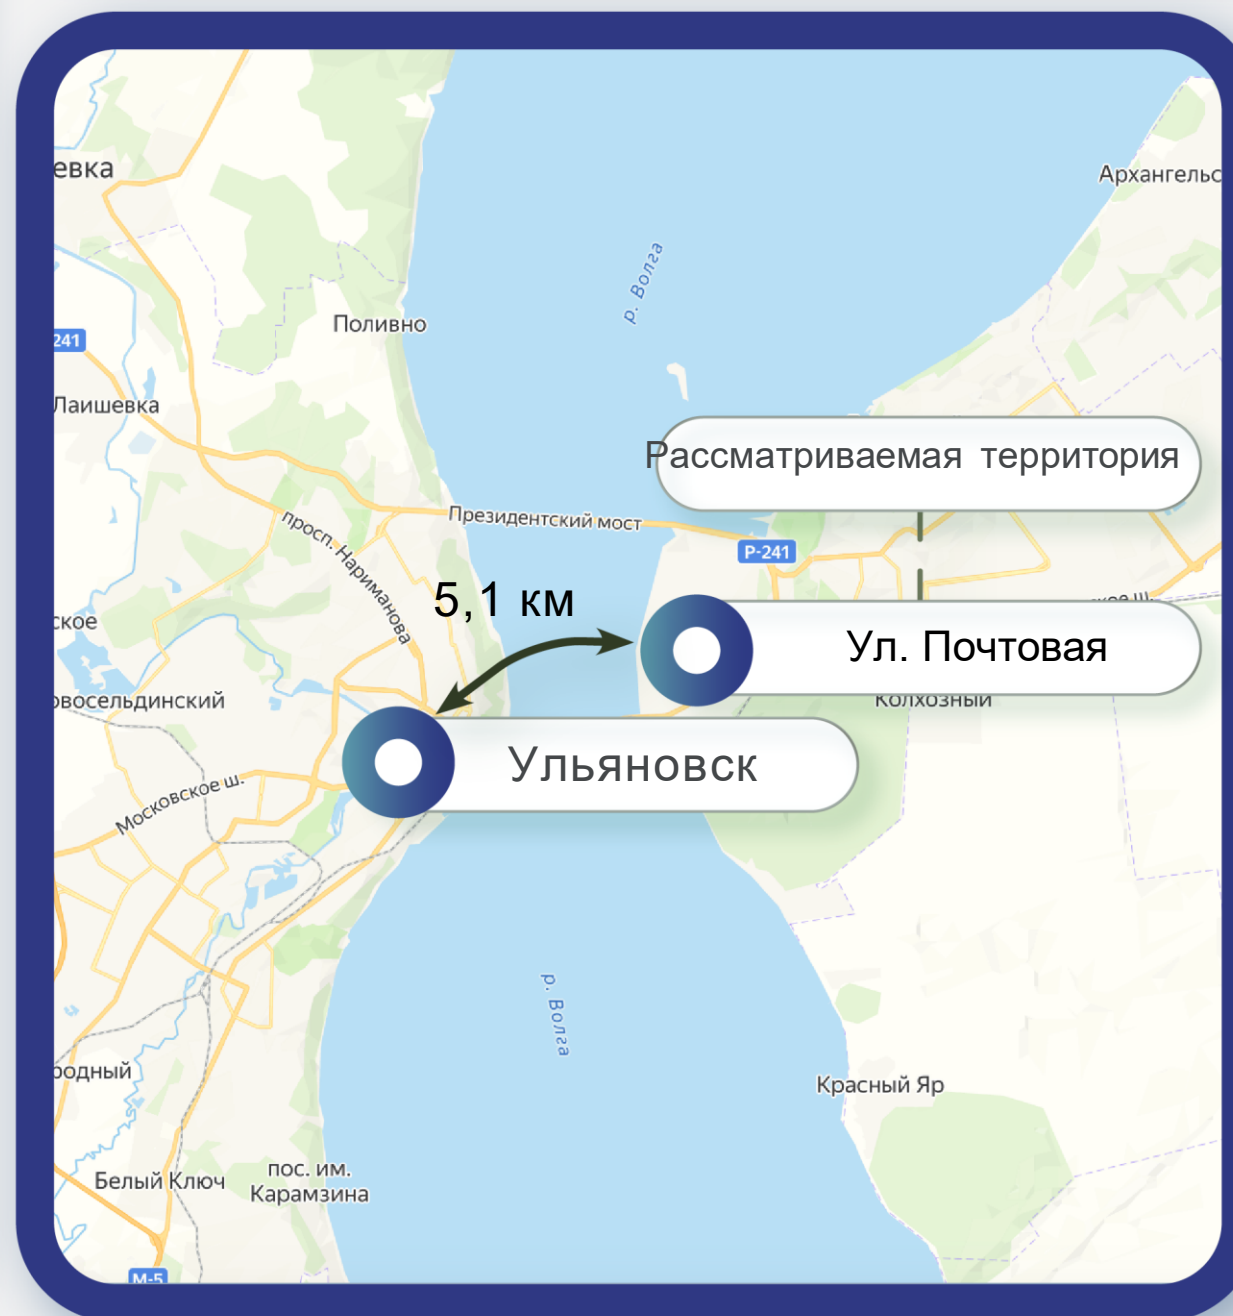 евка
Архангельс
р. Волга
Поливно
241
Лаишевка
Рассматриваемая территория
просп. Нариманова
Президентский мост
Р-241
5,1 км
ское
Ул. Почтовая
овосельдинский
Колхозный
Ульяновск
Московское ш.
р. Волга
родный
Красный Яр
Белый Ключ
пос. им.
Карамзина
М-5